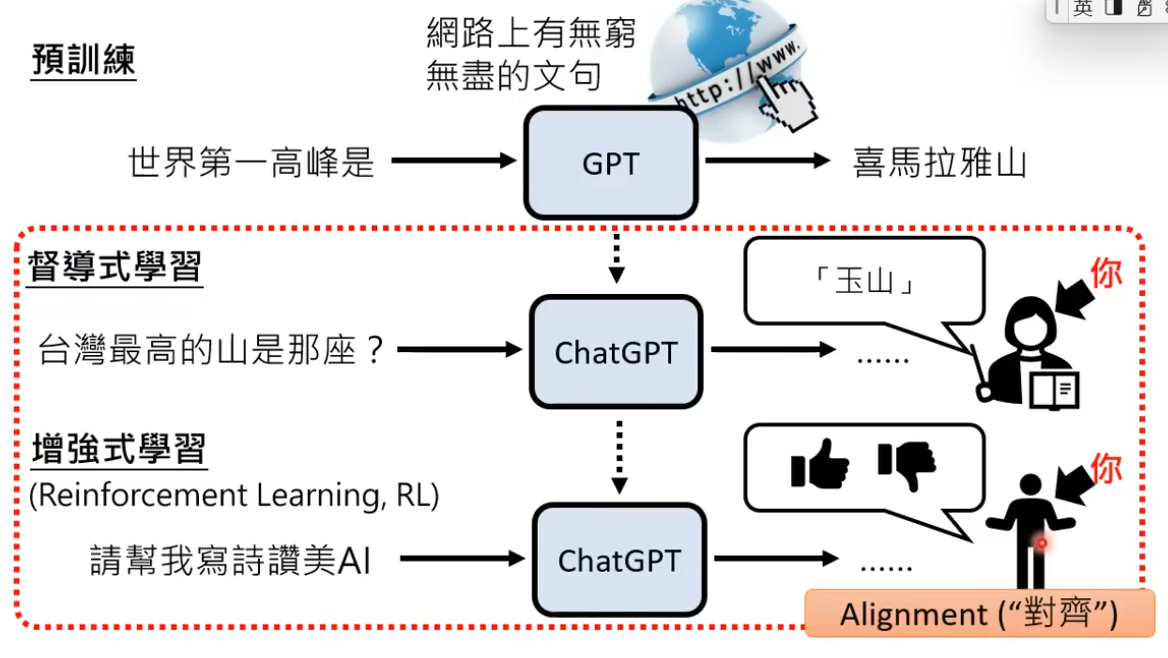 英
預訓練
網路上有無窮
無盡的文句
http://www.
世界第一高峰是
GPT
喜馬拉雅山
督導式學習
「玉山」
你
台灣最高的山是那座？
ChatGPT
......
增強式學習
(Reinforcement Learning, RL)
你
請幫我寫詩讚美AI
ChatGPT
......
Alignment (“對齊”)